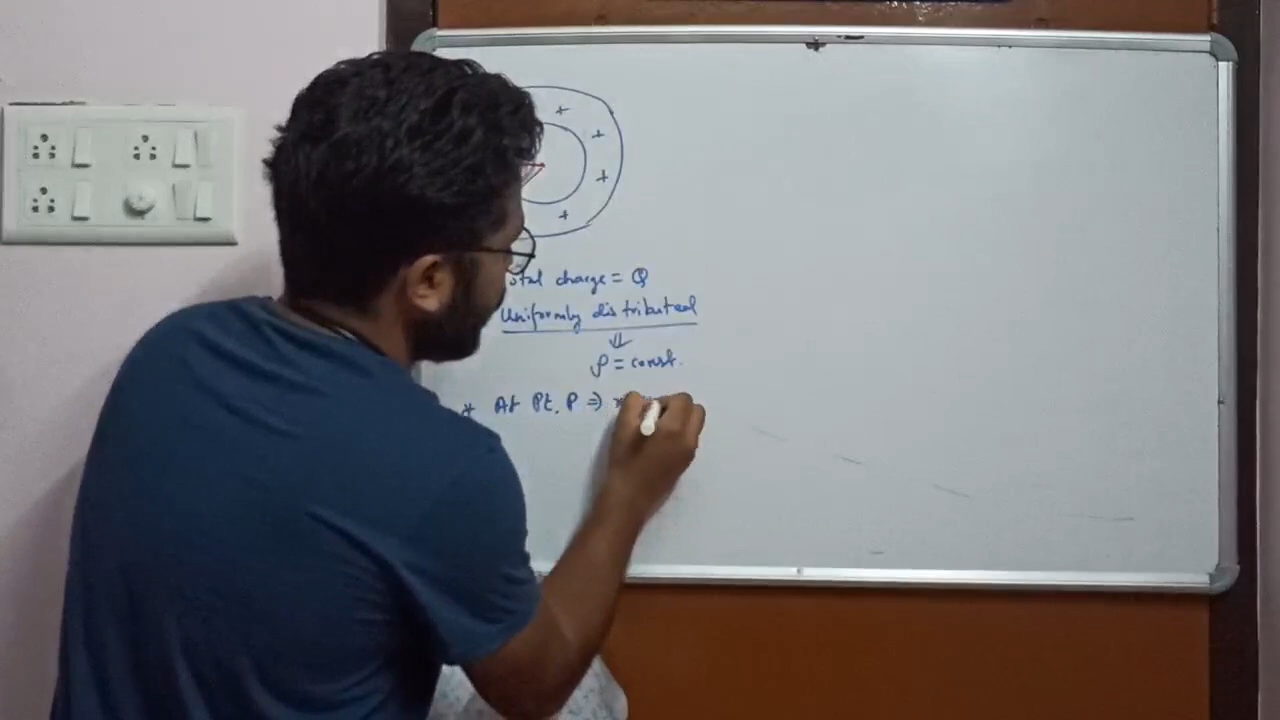 +
+
+
+
otal charge = Q
Uniformly distributed
⇓
ρ = const.
* At Pt. P ⇒